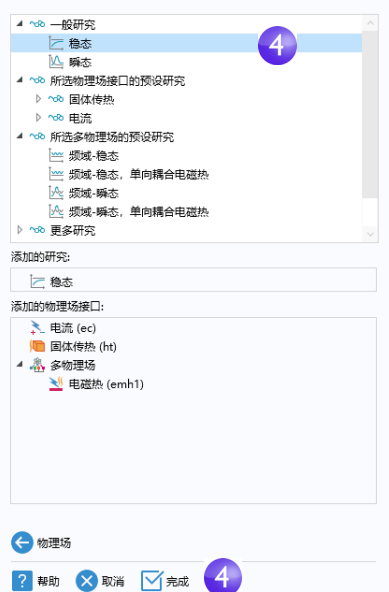 一般研究
稳态
4
瞬态
所选物理场接口的预设研究
固体传热
电流
所选多物理场的预设研究
频域-稳态
频域-稳态，单向耦合电磁热
频域-瞬态
频域-瞬态，单向耦合电磁热
更多研究
添加的研究:
稳态
添加的物理场接口:
电流 (ec)
固体传热 (ht)
多物理场
电磁热 (emh1)
物理场
? 帮助 取消 完成 4